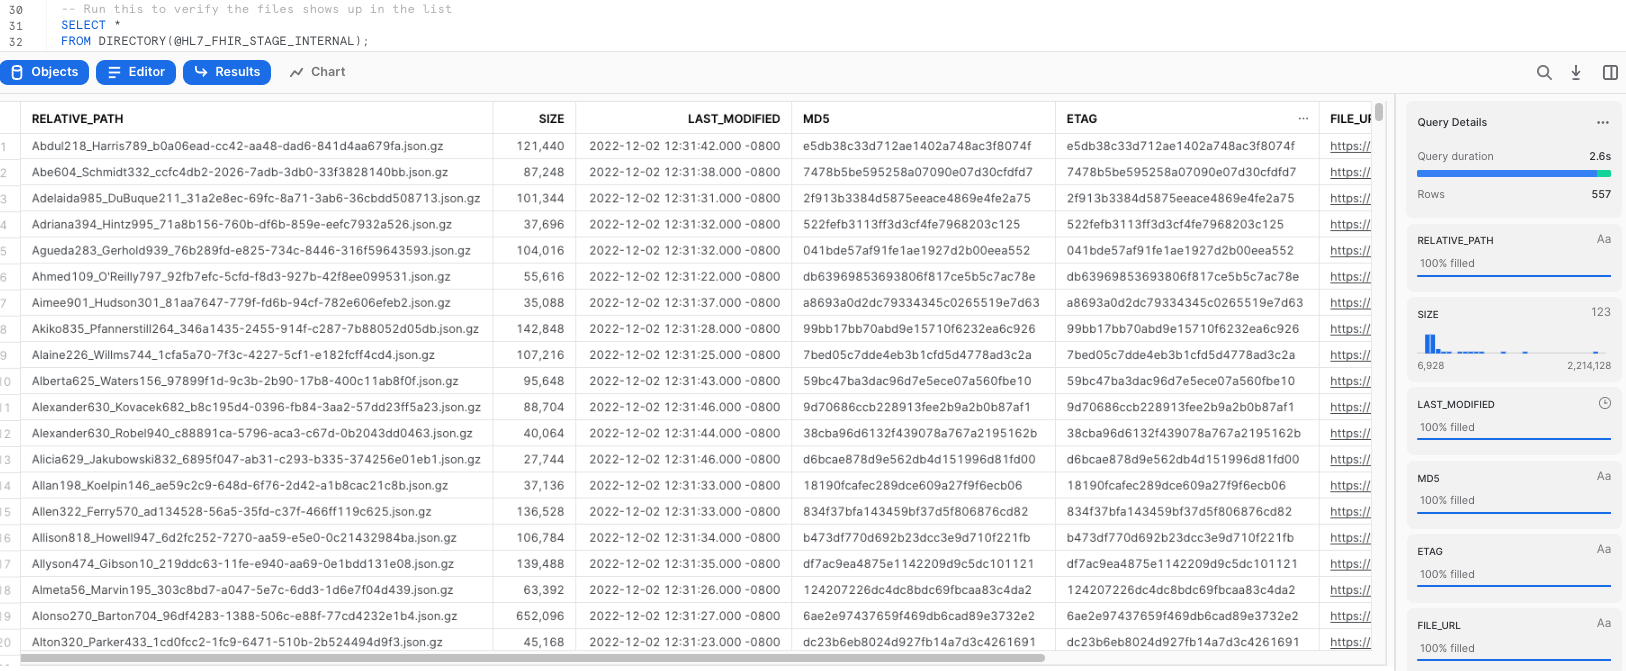 30 -- Run this to verify the files shows up in the list
31 SELECT *
32 FROM DIRECTORY(@HL7_FHIR_STAGE_INTERNAL);
Objects Editor Results Chart
RELATIVE_PATH SIZE LAST_MODIFIED MD5 ETAG ... FILE_UR
1 Abdul218_Harris789_b0a06ead-cc42-aa48-dad6-841d4aa679fa.json.gz 121,440 2022-12-02 12:31:42.000 -0800 e5db38c33d712ae1402a748ac3f8074f e5db38c33d712ae1402a748ac3f8074f https://
2 Abe604_Schmidt332_ccfc4db2-2026-7adb-3db0-33f3828140bb.json.gz 87,248 2022-12-02 12:31:38.000 -0800 7478b5be595258a07090e07d30cfdfd7 7478b5be595258a07090e07d30cfdfd7 https://
3 Adelaida985_DuBuque211_31a2e8ec-69fc-8a71-3ab6-36cbdd508713.json.gz 101,344 2022-12-02 12:31:31.000 -0800 2f913b3384d5875eeace4869e4fe2a75 2f913b3384d5875eeace4869e4fe2a75 https://
4 Adriana394_Hintz995_71a8b156-760b-df6b-859e-eefc7932a526.json.gz 37,696 2022-12-02 12:31:32.000 -0800 522fefb3113ff3d3cf4fe7968203c125 522fefb3113ff3d3cf4fe7968203c125 https://
5 Agueda283_Gerhold939_76b289fd-e825-734c-8446-316f59643593.json.gz 104,016 2022-12-02 12:31:32.000 -0800 041bde57af91fe1ae1927d2b00eea552 041bde57af91fe1ae1927d2b00eea552 https://
6 Ahmed109_O'Reilly797_92fb7efc-5cfd-f8d3-927b-42f8ee099531.json.gz 55,616 2022-12-02 12:31:22.000 -0800 db63969853693806f817ce5b5c7ac78e db63969853693806f817ce5b5c7ac78e https://
7 Aimee901_Hudson301_81aa7647-779f-fd6b-94cf-782e606efeb2.json.gz 35,088 2022-12-02 12:31:37.000 -0800 a8693a0d2dc79334345c0265519e7d63 a8693a0d2dc79334345c0265519e7d63 https://
8 Akiko835_Pfannerstill264_346a1435-2455-914f-c287-7b88052d05db.json.gz 142,848 2022-12-02 12:31:28.000 -0800 99bb17bb70abd9e15710f6232ea6c926 99bb17bb70abd9e15710f6232ea6c926 https://
9 Alaine226_Willms744_1cfa5a70-7f3c-4227-5cf1-e182fcff4cd4.json.gz 107,216 2022-12-02 12:31:25.000 -0800 7bed05c7dde4eb3b1cfd5d4778ad3c2a 7bed05c7dde4eb3b1cfd5d4778ad3c2a https://
10 Alberta625_Waters156_97899f1d-9c3b-2b90-17b8-400c11ab8f0f.json.gz 95,648 2022-12-02 12:31:43.000 -0800 59bc47ba3dac96d7e5ece07a560fbe10 59bc47ba3dac96d7e5ece07a560fbe10 https://
11 Alexander630_Kovacek682_b8c195d4-0396-fb84-3aa2-57dd23ff5a23.json.gz 88,704 2022-12-02 12:31:46.000 -0800 9d70686ccb228913fee2b9a2b0b87af1 9d70686ccb228913fee2b9a2b0b87af1 https://
12 Alexander630_Robel940_c88891ca-5796-aca3-c67d-0b2043dd0463.json.gz 40,064 2022-12-02 12:31:44.000 -0800 38cba96d6132f439078a767a2195162b 38cba96d6132f439078a767a2195162b https://
13 Alicia629_Jakubowski832_6895f047-ab31-c293-b335-374256e01eb1.json.gz 27,744 2022-12-02 12:31:46.000 -0800 d6bcae878d9e562db4d151996d81fd00 d6bcae878d9e562db4d151996d81fd00 https://
14 Allan198_Koelpin146_ae59c2c9-648d-6f76-2d42-a1b8cac21c8b.json.gz 37,136 2022-12-02 12:31:33.000 -0800 18190fcafec289dce609a27f9f6ecb06 18190fcafec289dce609a27f9f6ecb06 https://
15 Allen322_Ferry570_ad134528-56a5-35fd-c37f-466ff119c625.json.gz 136,528 2022-12-02 12:31:33.000 -0800 834f37bfa143459bf37d5f806876cd82 834f37bfa143459bf37d5f806876cd82 https://
16 Allison818_Howell947_6d2fc252-7270-aa59-e5e0-0c21432984ba.json.gz 106,784 2022-12-02 12:31:34.000 -0800 b473df770d692b23dcc3e9d710f221fb b473df770d692b23dcc3e9d710f221fb https://
17 Allyson474_Gibson10_219ddc63-11fe-e940-aa69-0e1bdd131e08.json.gz 139,488 2022-12-02 12:31:35.000 -0800 df7ac9ea4875e1142209d9c5dc101121 df7ac9ea4875e1142209d9c5dc101121 https://
18 Almeta56_Marvin195_303c8bd7-a047-5e7c-6dd3-1d6e7f04d439.json.gz 63,392 2022-12-02 12:31:26.000 -0800 124207226dc4dc8bdc69fbcaa83c4da2 124207226dc4dc8bdc69fbcaa83c4da2 https://
19 Alonso270_Barton704_96df4283-1388-506c-e88f-77cd4232e1b4.json.gz 652,096 2022-12-02 12:31:27.000 -0800 6ae2e97437659f469db6cad89e3732e2 6ae2e97437659f469db6cad89e3732e2 https://
20 Alton320_Parker433_1cd0fcc2-1fc9-6471-510b-2b524494d9f3.json.gz 45,168 2022-12-02 12:31:23.000 -0800 dc23b6eb8024d927fb14a7d3c4261691 dc23b6eb8024d927fb14a7d3c4261691 https://
Query Details ...
Query duration 2.6s
Rows 557
RELATIVE_PATH Aa
100% filled
SIZE 123
6,928 2,214,128
LAST_MODIFIED
100% filled
MD5 Aa
100% filled
ETAG Aa
100% filled
FILE_URL Aa
100% filled